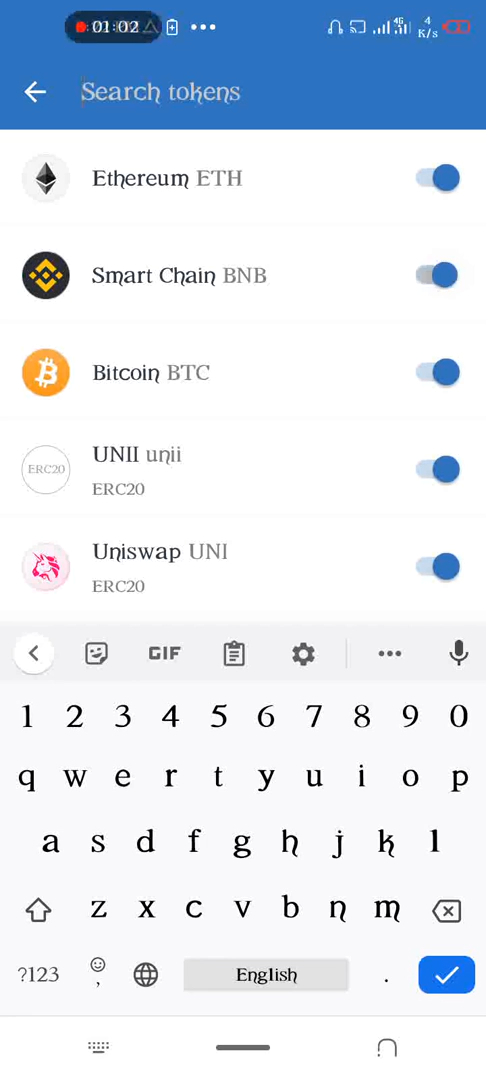 01:02
4G
4
K/s
Search tokens
Ethereum ETH
Smart Chain BNB
Bitcoin BTC
UNII unii
ERC20
ERC20
Uniswap UNI
ERC20
GIF
1 2 3 4 5 6 7 8 9 0
q w e r t y u i o p
a s d f g h j k l
z x c v b n m
?123 , English .